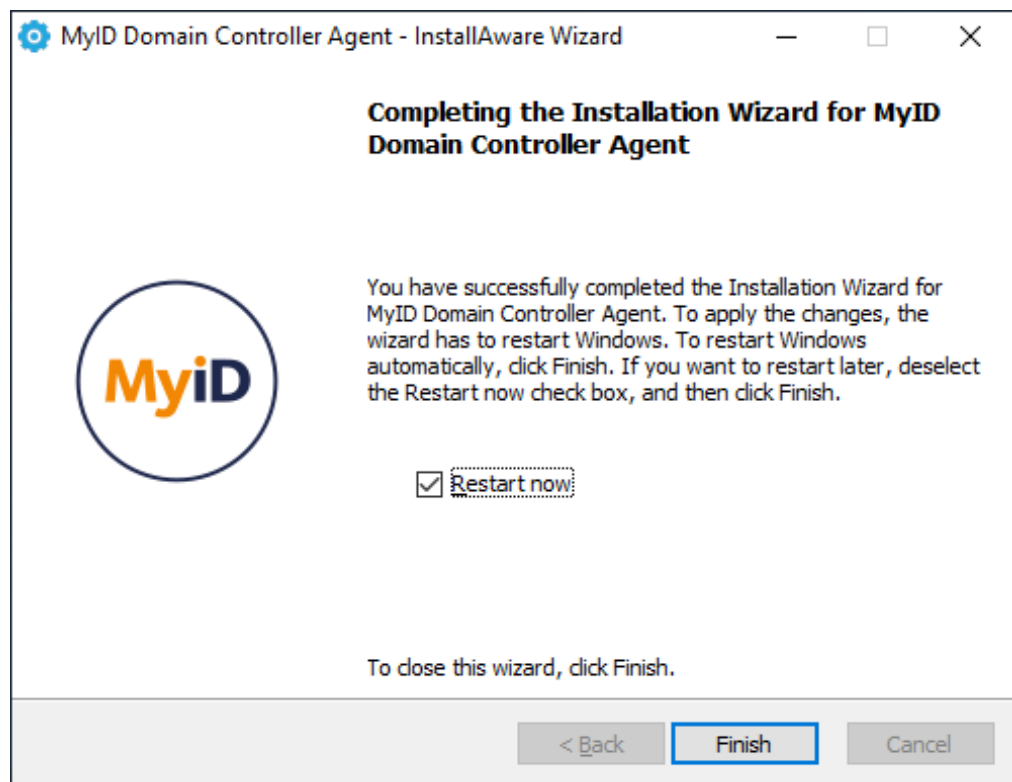 MyID Domain Controller Agent - InstallAware Wizard
Completing the Installation Wizard for MyID
Domain Controller Agent
You have successfully completed the Installation Wizard for
MyID Domain Controller Agent. To apply the changes, the
wizard has to restart Windows. To restart Windows
automatically, click Finish. If you want to restart later, deselect
the Restart now check box, and then click Finish.
MyiD
Restart now
To close this wizard, click Finish.
< Back Finish Cancel